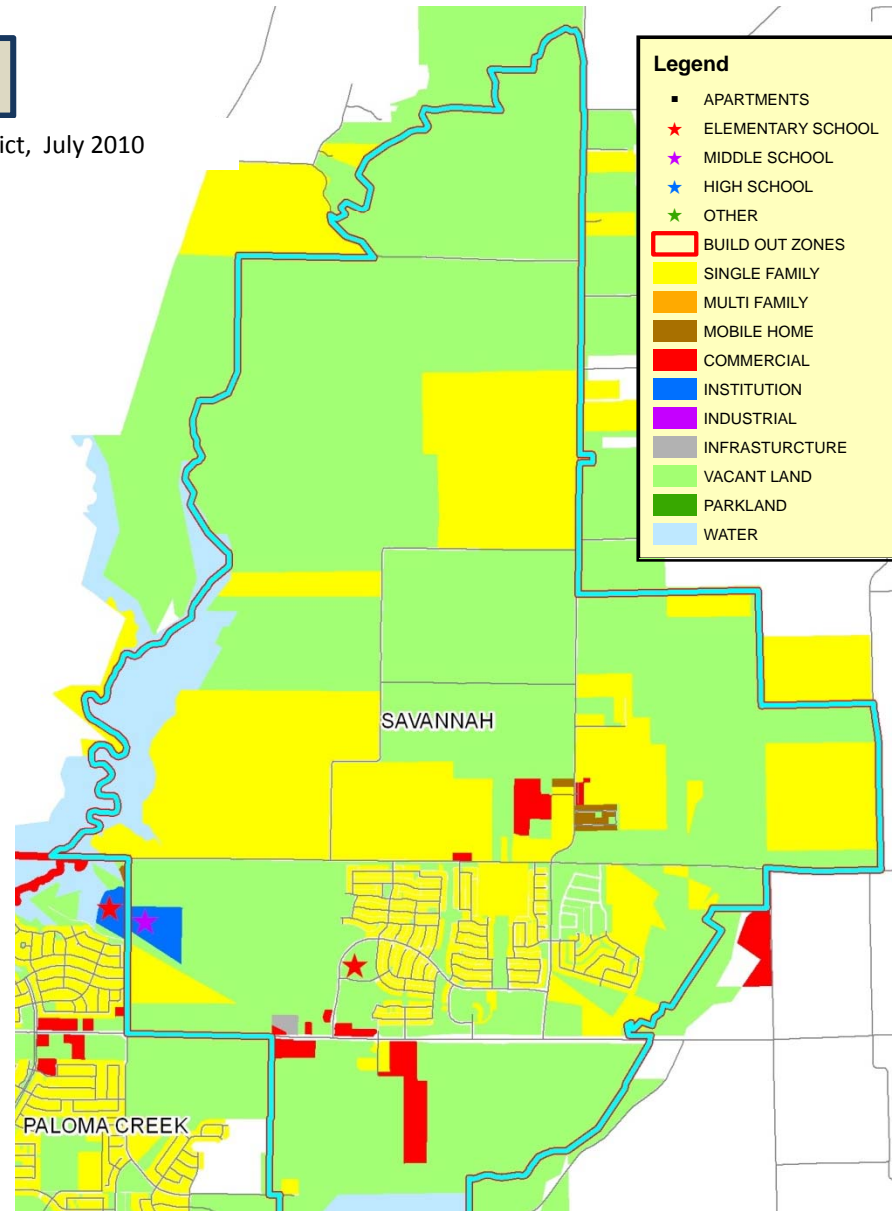 ict, July 2010
Legend
APARTMENTS
ELEMENTARY SCHOOL
MIDDLE SCHOOL
HIGH SCHOOL
OTHER
BUILD OUT ZONES
SINGLE FAMILY
MULTI FAMILY
MOBILE HOME
COMMERCIAL
INSTITUTION
INDUSTRIAL
INFRASTURCTURE
VACANT LAND
PARKLAND
WATER
SAVANNAH
PALOMA CREEK